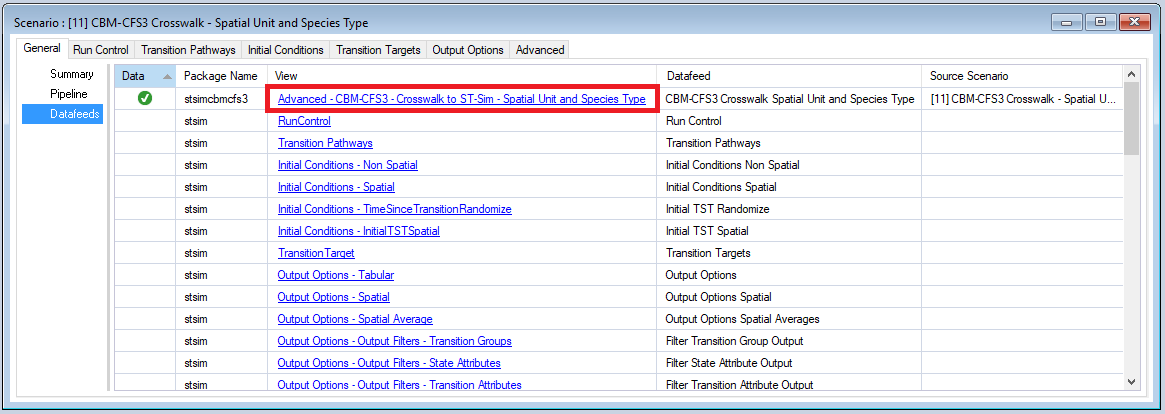 Scenario : [11] CBM-CFS3 Crosswalk - Spatial Unit and Species Type
General Run Control Transition Pathways Initial Conditions Transition Targets Output Options Advanced
Summary
Pipeline
Datafeeds
Data Package Name View Datafeed Source Scenario
stsimcbmcfs3 Advanced - CBM-CFS3 - Crosswalk to ST-Sim - Spatial Unit and Species Type CBM-CFS3 Crosswalk Spatial Unit and Species Type [11] CBM-CFS3 Crosswalk - Spatial U...
stsim RunControl Run Control
stsim Transition Pathways Transition Pathways
stsim Initial Conditions - Non Spatial Initial Conditions Non Spatial
stsim Initial Conditions - Spatial Initial Conditions Spatial
stsim Initial Conditions - TimeSinceTransitionRandomize Initial TST Randomize
stsim Initial Conditions - InitialTSTSpatial Initial TST Spatial
stsim TransitionTarget Transition Targets
stsim Output Options - Tabular Output Options
stsim Output Options - Spatial Output Options Spatial
stsim Output Options - Spatial Average Output Options Spatial Averages
stsim Output Options - Output Filters - Transition Groups Filter Transition Group Output
stsim Output Options - Output Filters - State Attributes Filter State Attribute Output
stsim Output Options - Output Filters - Transition Attributes Filter Transition Attribute Output